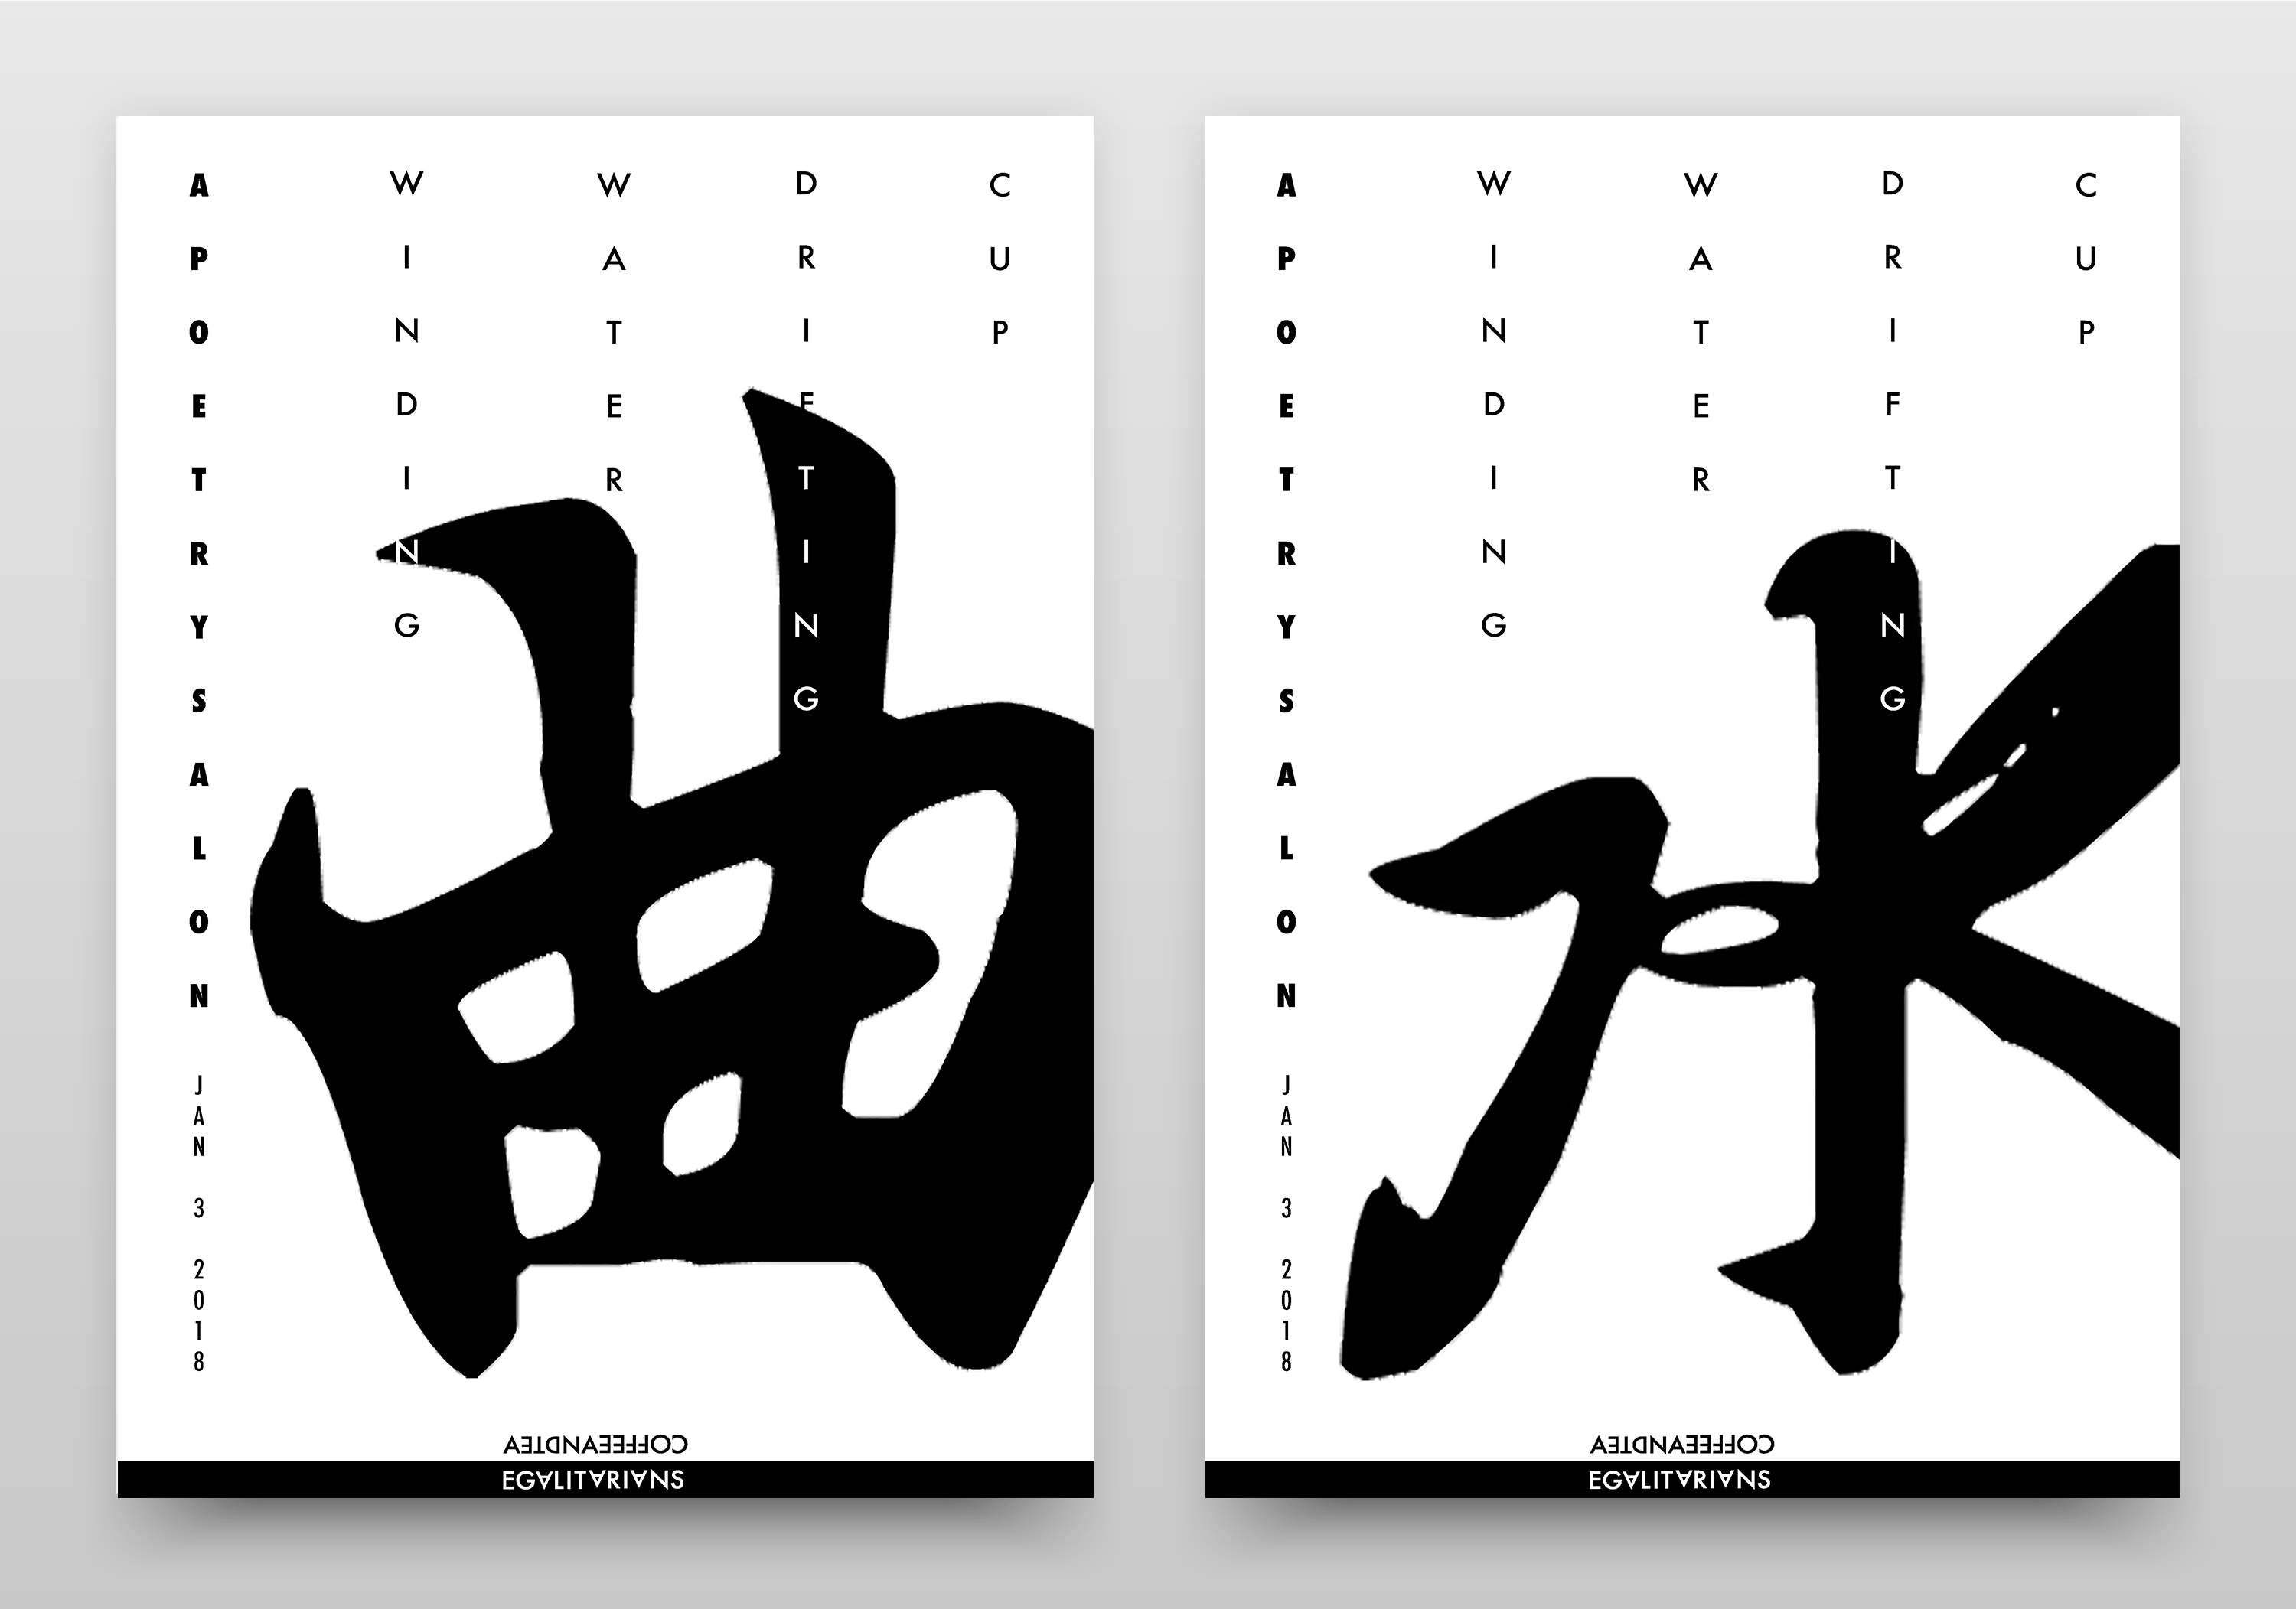 A POETRY SALON
JAN 3 2018
WINDING
WATER
DRIFTING
CUP
曲
COFFEEANDTEA
EGALITARIANS
A POETRY SALON
JAN 3 2018
WINDING
WATER
DRIFTING
CUP
水
COFFEEANDTEA
EGALITARIANS